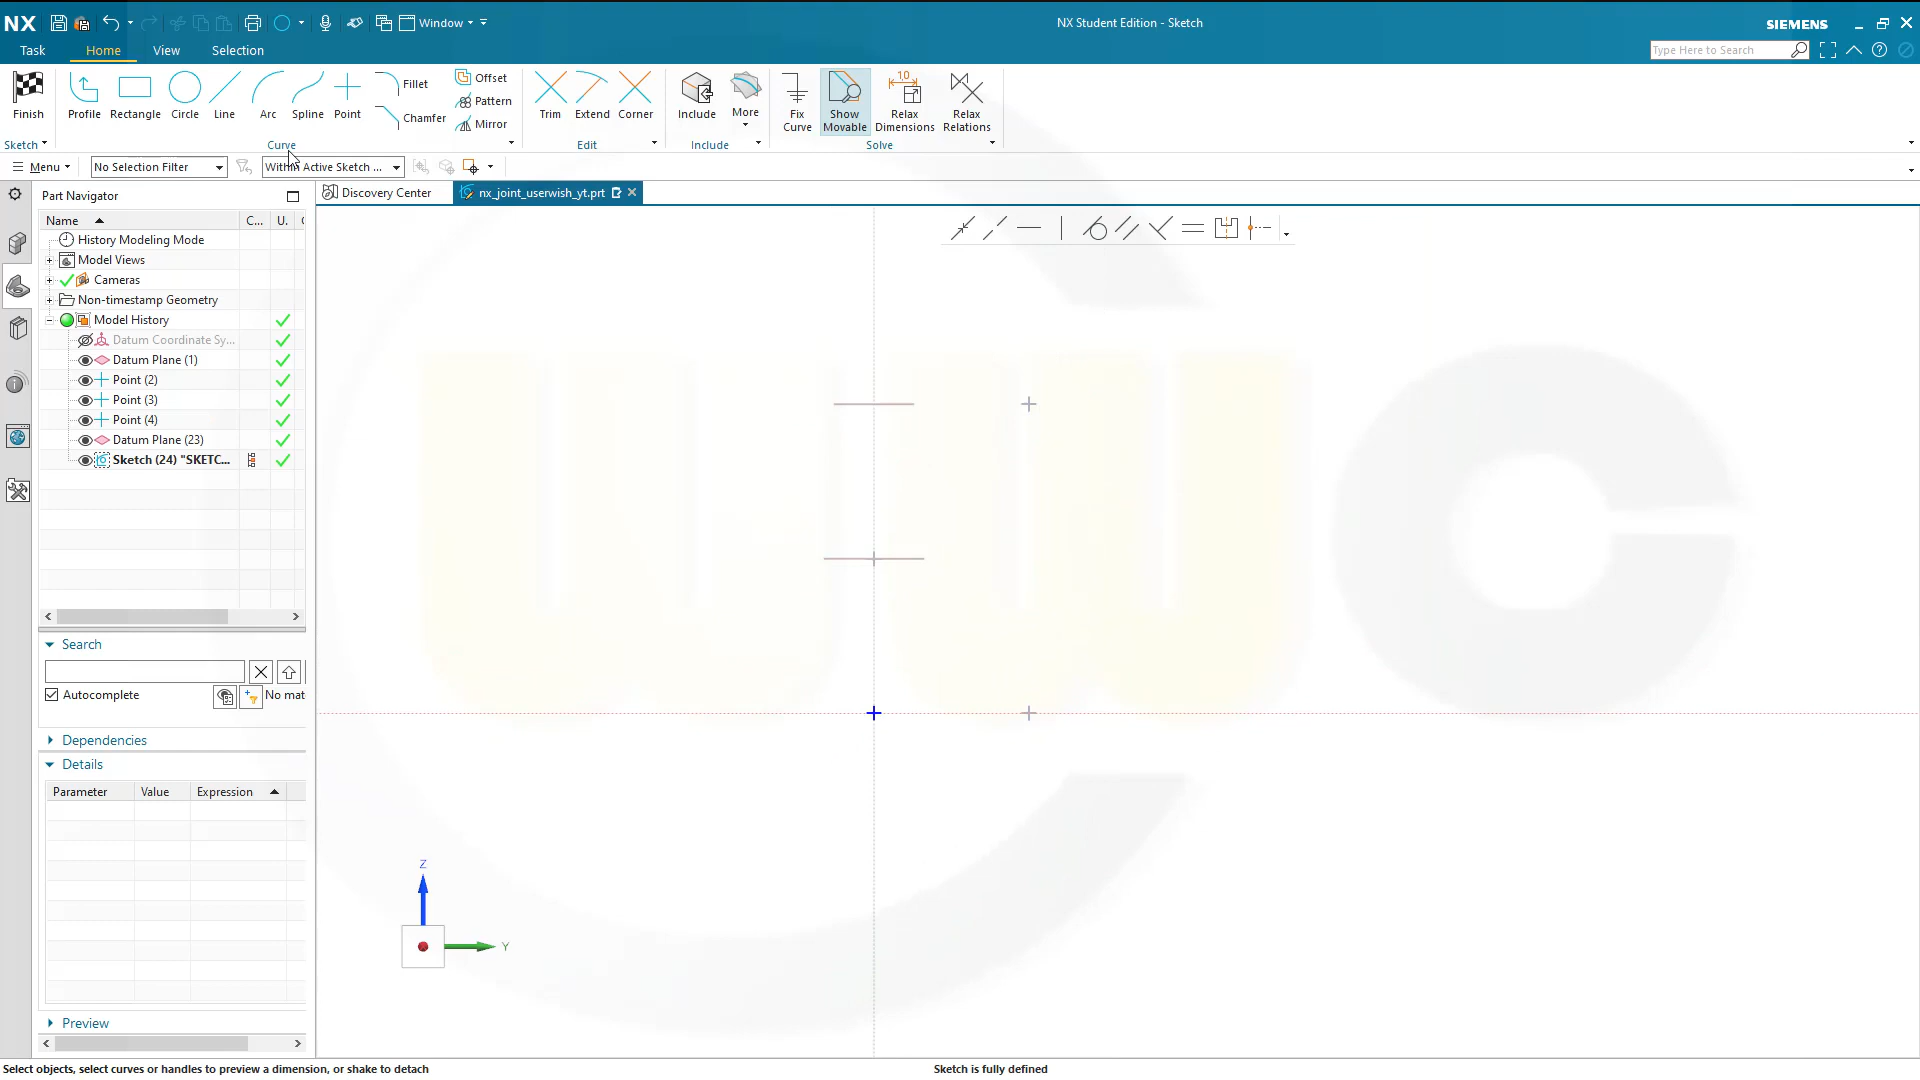 NX
Window
NX Student Edition - Sketch
SIEMENS
Task
Home
View
Selection
Type Here to Search
Finish
Profile
Rectangle
Circle
Line
Arc
Spline
Point
Fillet
Chamfer
Offset
Pattern
Mirror
Trim
Extend
Corner
Include
More
Fix
Curve
Show
Movable
1,0
Relax
Dimensions
Relax
Relations
Sketch
Curve
Edit
Include
Solve
Menu
No Selection Filter
Within Active Sketch ...
Part Navigator
Discovery Center
nx_joint_userwish_yt.prt
Name
C...
U.
History Modeling Mode
Model Views
Cameras
Non-timestamp Geometry
Model History
Datum Coordinate Sy...
Datum Plane (1)
Point (2)
Point (3)
Point (4)
Datum Plane (23)
Sketch (24) "SKETC...
Search
Autocomplete
No mat
Dependencies
Details
Parameter
Value
Expression
Preview
Z
Y
Select objects, select curves or handles to preview a dimension, or shake to detach
Sketch is fully defined